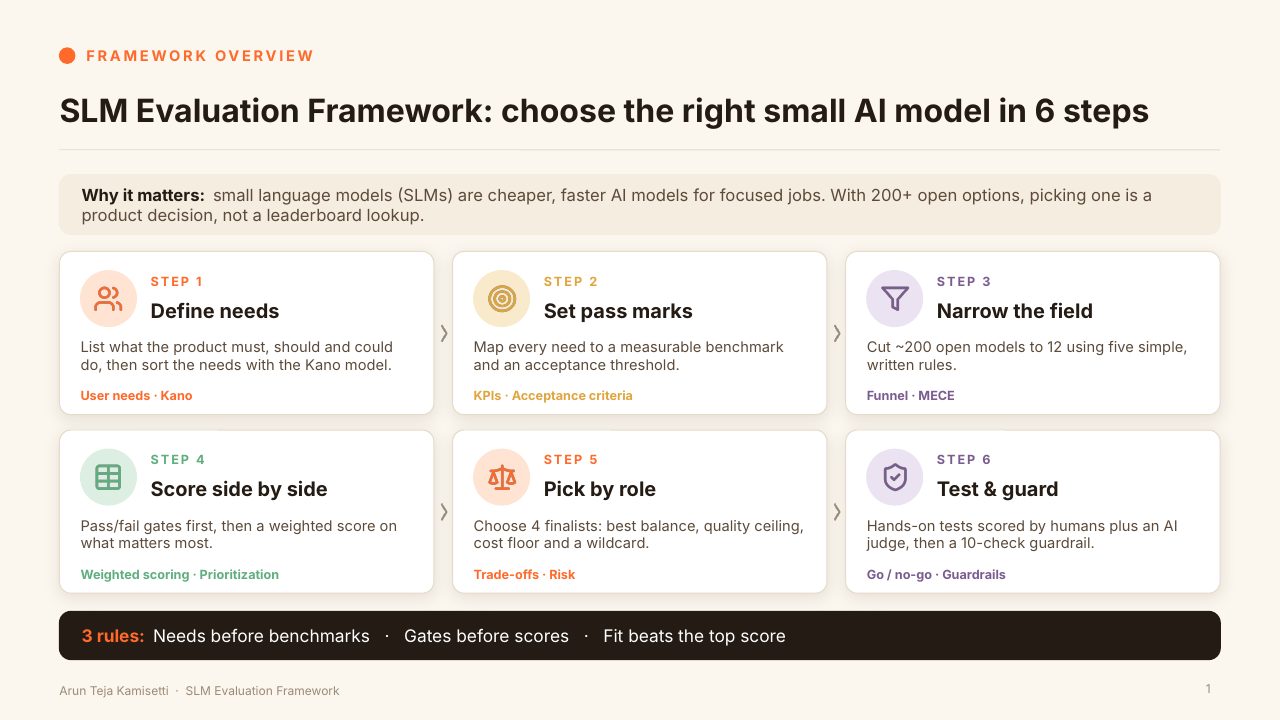 FRAMEWORK OVERVIEW
SLM Evaluation Framework: choose the right small AI model in 6 steps
Why it matters: small language models (SLMs) are cheaper, faster AI models for focused jobs. With 200+ open options, picking one is a
product decision, not a leaderboard lookup.
STEP 1
Define needs
List what the product must, should and could
do, then sort the needs with the Kano model.
User needs · Kano
STEP 2
Set pass marks
Map every need to a measurable benchmark
and an acceptance threshold.
KPIs · Acceptance criteria
STEP 3
Narrow the field
Cut ~200 open models to 12 using five simple,
written rules.
Funnel · MECE
STEP 4
Score side by side
Pass/fail gates first, then a weighted score on
what matters most.
Weighted scoring · Prioritization
STEP 5
Pick by role
Choose 4 finalists: best balance, quality ceiling,
cost floor and a wildcard.
Trade-offs · Risk
STEP 6
Test & guard
Hands-on tests scored by humans plus an AI
judge, then a 10-check guardrail.
Go / no-go · Guardrails
3 rules: Needs before benchmarks · Gates before scores · Fit beats the top score
Arun Teja Kamisetti · SLM Evaluation Framework
1